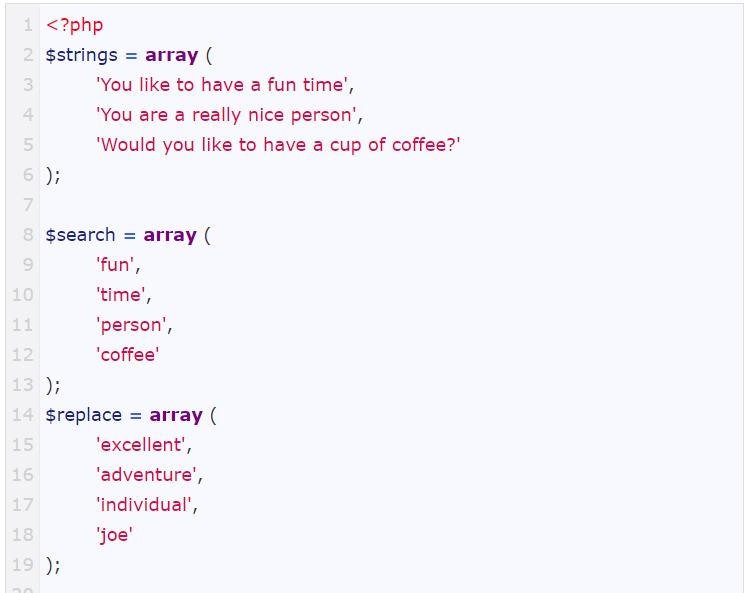 1 <?php
2 $strings = array (
3 'You like to have a fun time',
4 'You are a really nice person',
5 'Would you like to have a cup of coffee?'
6 );
7
8 $search = array (
9 'fun',
10 'time',
11 'person',
12 'coffee'
13 );
14 $replace = array (
15 'excellent',
16 'adventure',
17 'individual',
18 'joe'
19 );